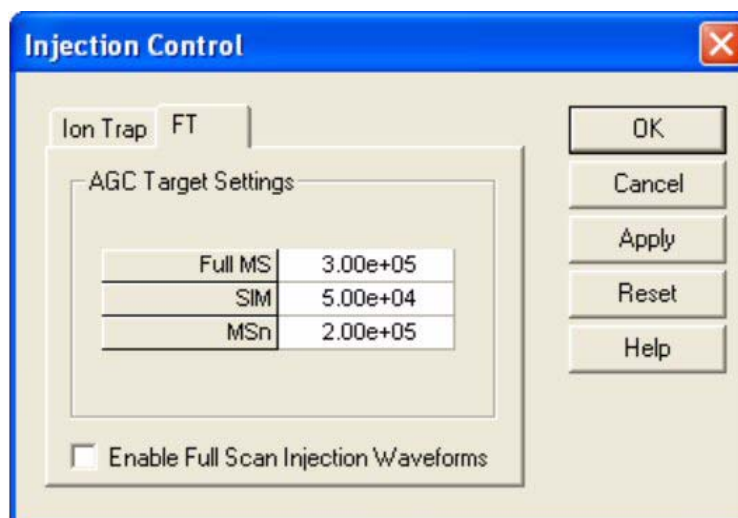 Injection Control
Ion Trap FT
AGC Target Settings
Full MS 3.00e+05
SIM 5.00e+04
MSn 2.00e+05
Enable Full Scan Injection Waveforms
OK
Cancel
Apply
Reset
Help